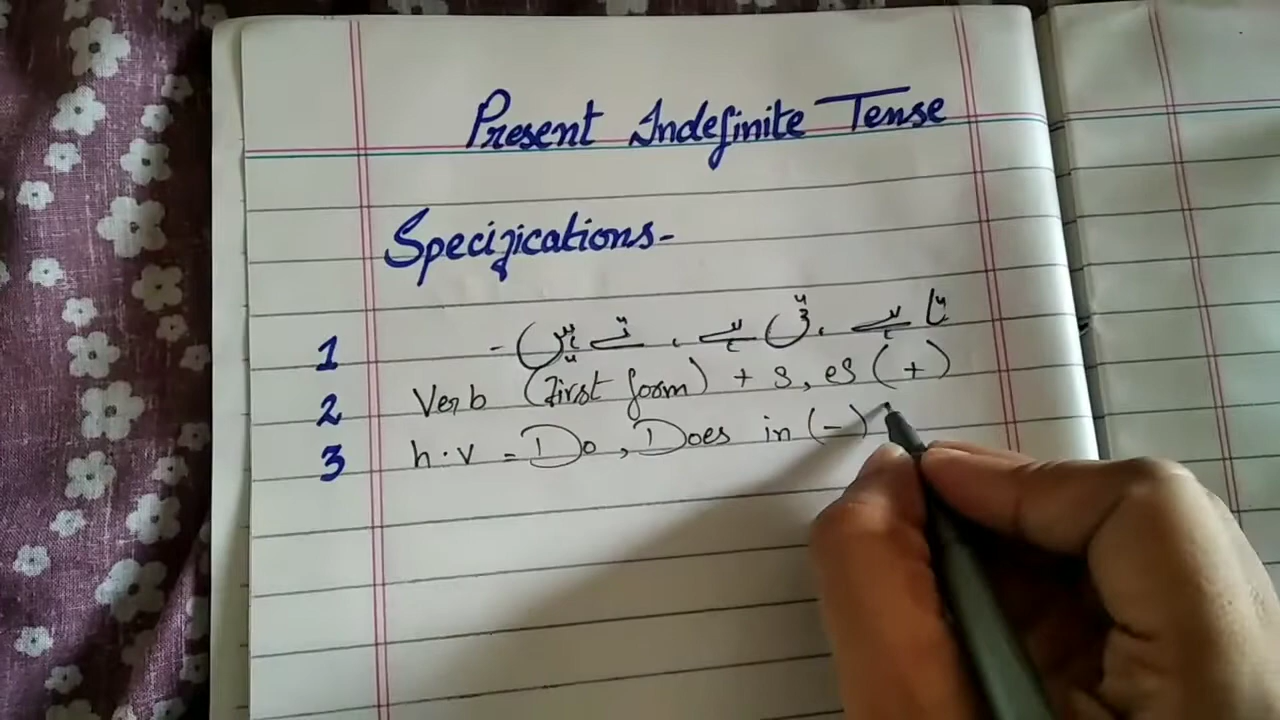 Present Indefinite Tense
Specifications-
1 تا ہے ، تی ہے ، تے ہیں -
2 Verb (First form) + s, es (+)
3 h.v = Do, Does in (-)